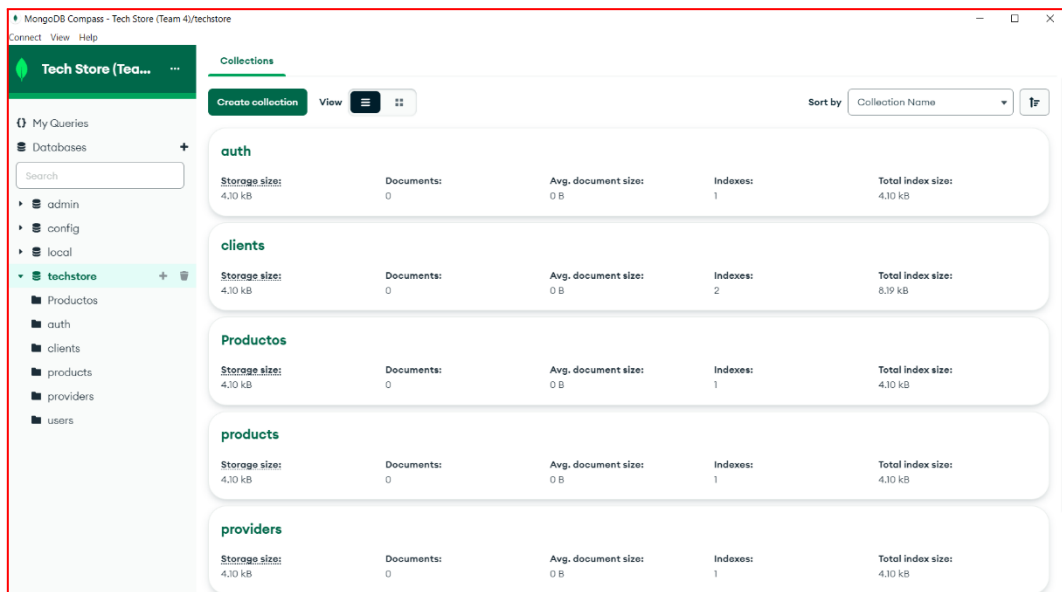 MongoDB Compass - Tech Store (Team 4)/techstore
Connect View Help
Tech Store (Tea... ...
{} My Queries
Databases +
Search
admin
config
local
techstore +
Productos
auth
clients
products
providers
users
Collections
Create collection View Sort by Collection Name
auth
Storage size: Documents: Avg. document size: Indexes: Total index size:
4.10 kB 0 0 B 1 4.10 kB
clients
Storage size: Documents: Avg. document size: Indexes: Total index size:
4.10 kB 0 0 B 2 8.19 kB
Productos
Storage size: Documents: Avg. document size: Indexes: Total index size:
4.10 kB 0 0 B 1 4.10 kB
products
Storage size: Documents: Avg. document size: Indexes: Total index size:
4.10 kB 0 0 B 1 4.10 kB
providers
Storage size: Documents: Avg. document size: Indexes: Total index size:
4.10 kB 0 0 B 1 4.10 kB